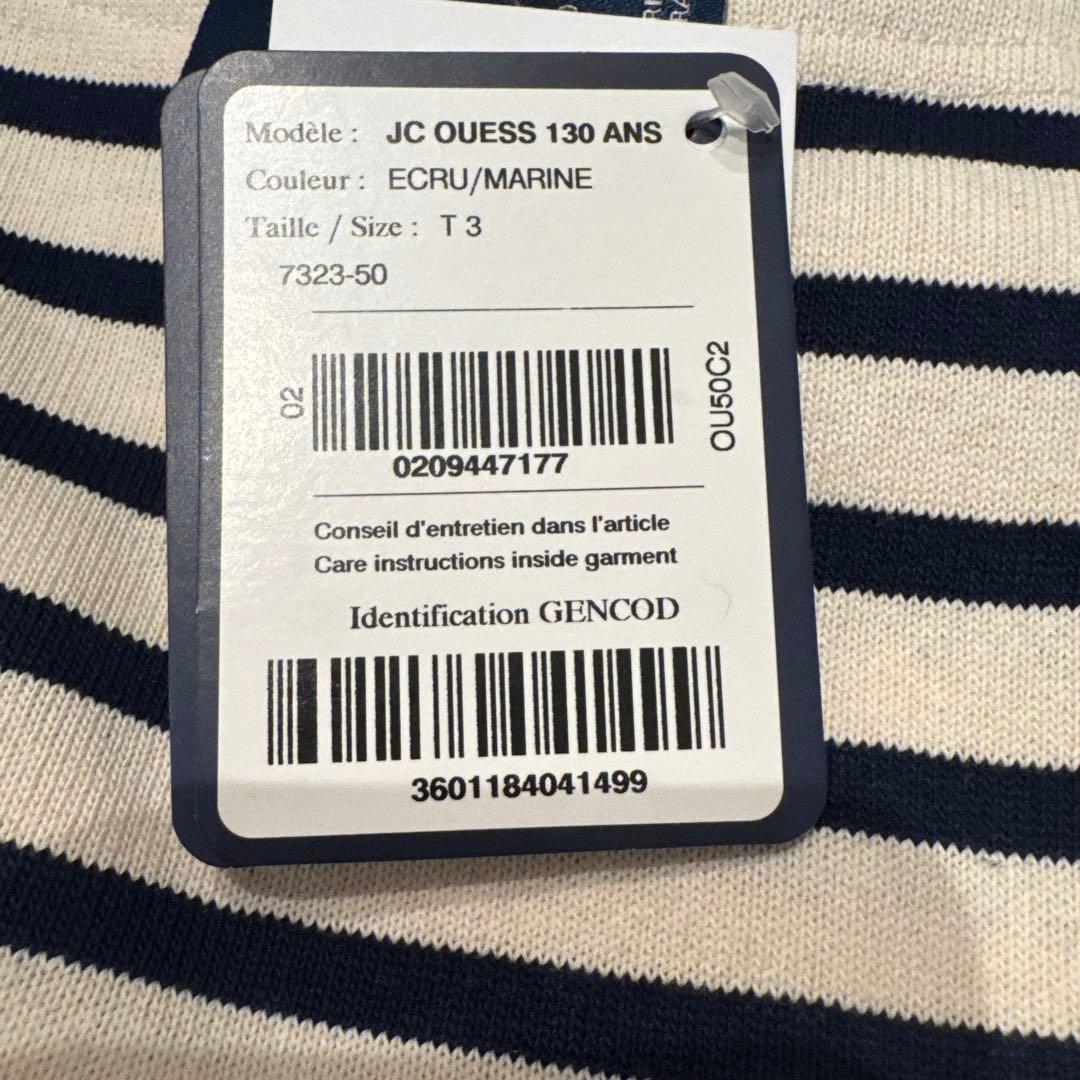 Modèle : JC OUESS 130 ANS
Couleur : ECRU/MARINE
Taille / Size : T 3
7323-50
02
OU50C2
0209447177
Conseil d'entretien dans l'article
Care instructions inside garment
Identification GENCOD
3601184041499